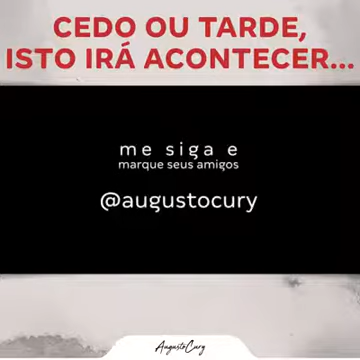 CEDO OU TARDE,
ISTO IRÁ ACONTECER...
me siga e
marque seus amigos
@augustocury
AugustoCury